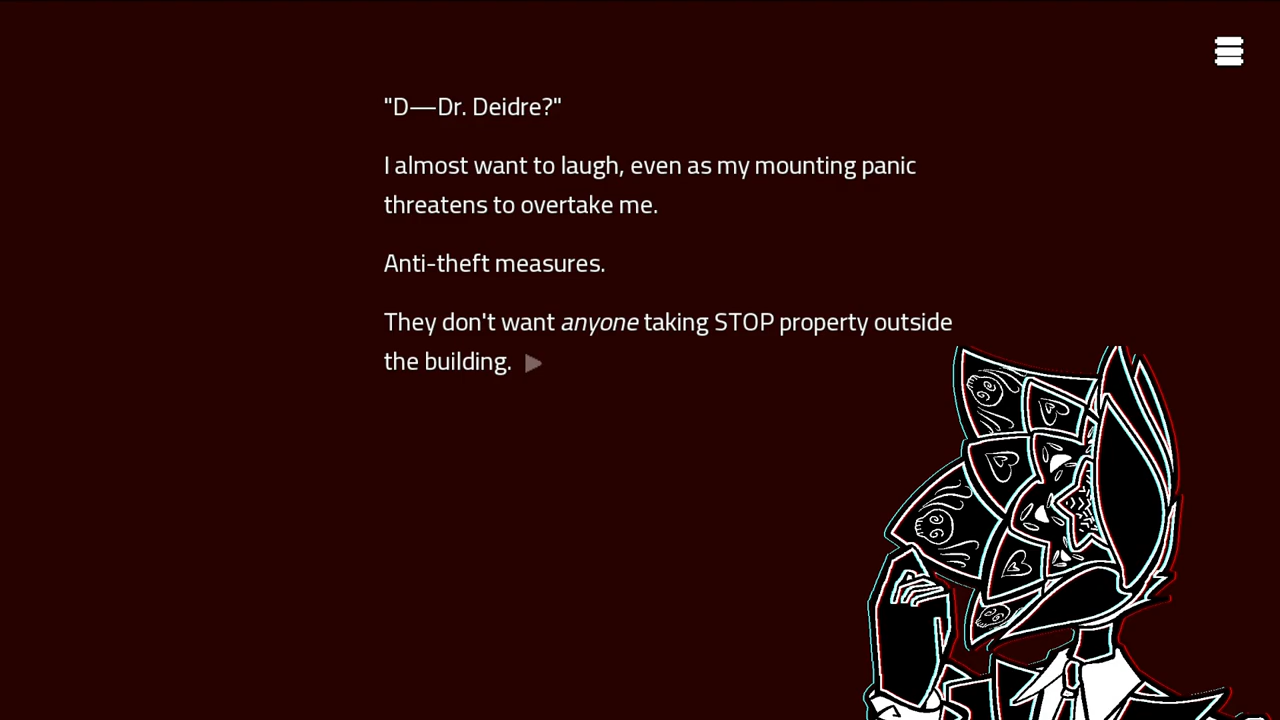 "D—Dr. Deidre?"
I almost want to laugh, even as my mounting panic
threatens to overtake me.
Anti-theft measures.
They don't want anyone taking STOP property outside
the building.